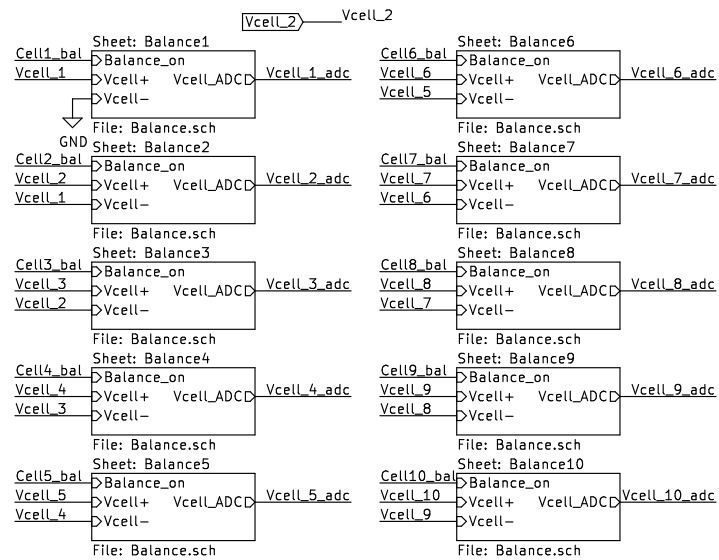 Vcell_2 Vcell_2
Sheet: Balance1
Cell1_bal Balance_on
Vcell_1 Vcell+ Vcell_ADC Vcell_1_adc
Vcell-
GND
File: Balance.sch
Sheet: Balance2
Cell2_bal Balance_on
Vcell_2 Vcell+ Vcell_ADC Vcell_2_adc
Vcell_1 Vcell-
File: Balance.sch
Sheet: Balance3
Cell3_bal Balance_on
Vcell_3 Vcell+ Vcell_ADC Vcell_3_adc
Vcell_2 Vcell-
File: Balance.sch
Sheet: Balance4
Cell4_bal Balance_on
Vcell_4 Vcell+ Vcell_ADC Vcell_4_adc
Vcell_3 Vcell-
File: Balance.sch
Sheet: Balance5
Cell5_bal Balance_on
Vcell_5 Vcell+ Vcell_ADC Vcell_5_adc
Vcell_4 Vcell-
File: Balance.sch
Sheet: Balance6
Cell6_bal Balance_on
Vcell_6 Vcell+ Vcell_ADC Vcell_6_adc
Vcell_5 Vcell-
File: Balance.sch
Sheet: Balance7
Cell7_bal Balance_on
Vcell_7 Vcell+ Vcell_ADC Vcell_7_adc
Vcell_6 Vcell-
File: Balance.sch
Sheet: Balance8
Cell8_bal Balance_on
Vcell_8 Vcell+ Vcell_ADC Vcell_8_adc
Vcell_7 Vcell-
File: Balance.sch
Sheet: Balance9
Cell9_bal Balance_on
Vcell_9 Vcell+ Vcell_ADC Vcell_9_adc
Vcell_8 Vcell-
File: Balance.sch
Sheet: Balance10
Cell10_bal Balance_on
Vcell_10 Vcell+ Vcell_ADC Vcell_10_adc
Vcell_9 Vcell-
File: Balance.sch